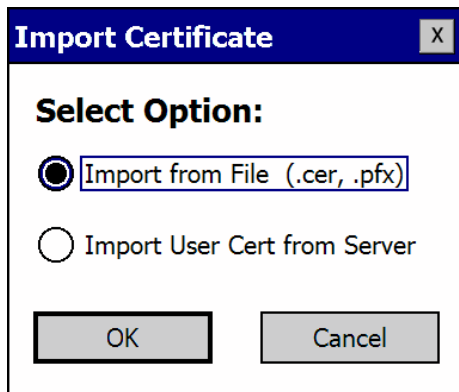 Import Certificate X
Select Option:
Import from File (.cer, .pfx)
Import User Cert from Server
OK Cancel